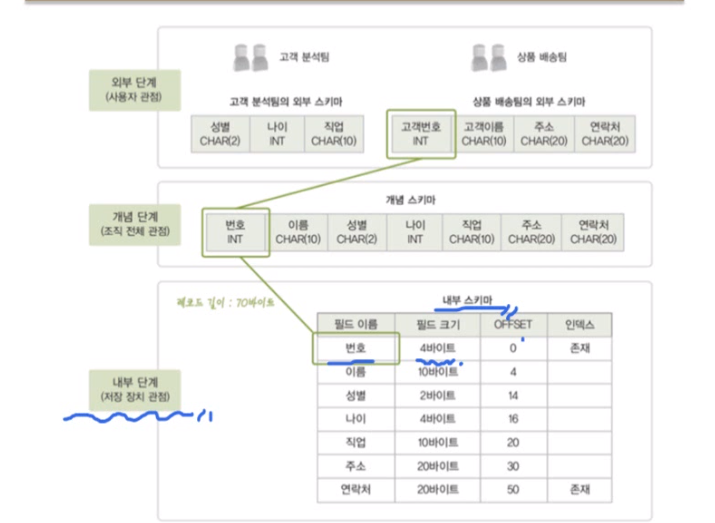 고객 분석팀
상품 배송팀
외부 단계
(사용자 관점)
고객 분석팀의 외부 스키마
상품 배송팀의 외부 스키마
성별 나이 직업
CHAR(2) INT CHAR(10)
고객번호 고객이름 주소 연락처
INT CHAR(10) CHAR(20) CHAR(20)
개념 단계
(조직 전체 관점)
개념 스키마
번호 이름 성별 나이 직업 주소 연락처
INT CHAR(10) CHAR(2) INT CHAR(10) CHAR(20) CHAR(20)
레코드 길이 : 70바이트
내부 스키마
내부 단계
(저장 장치 관점)
필드 이름 필드 크기 OFFSET 인덱스
번호 4바이트 0 존재
이름 10바이트 4
성별 2바이트 14
나이 4바이트 16
직업 10바이트 20
주소 20바이트 30
연락처 20바이트 50 존재